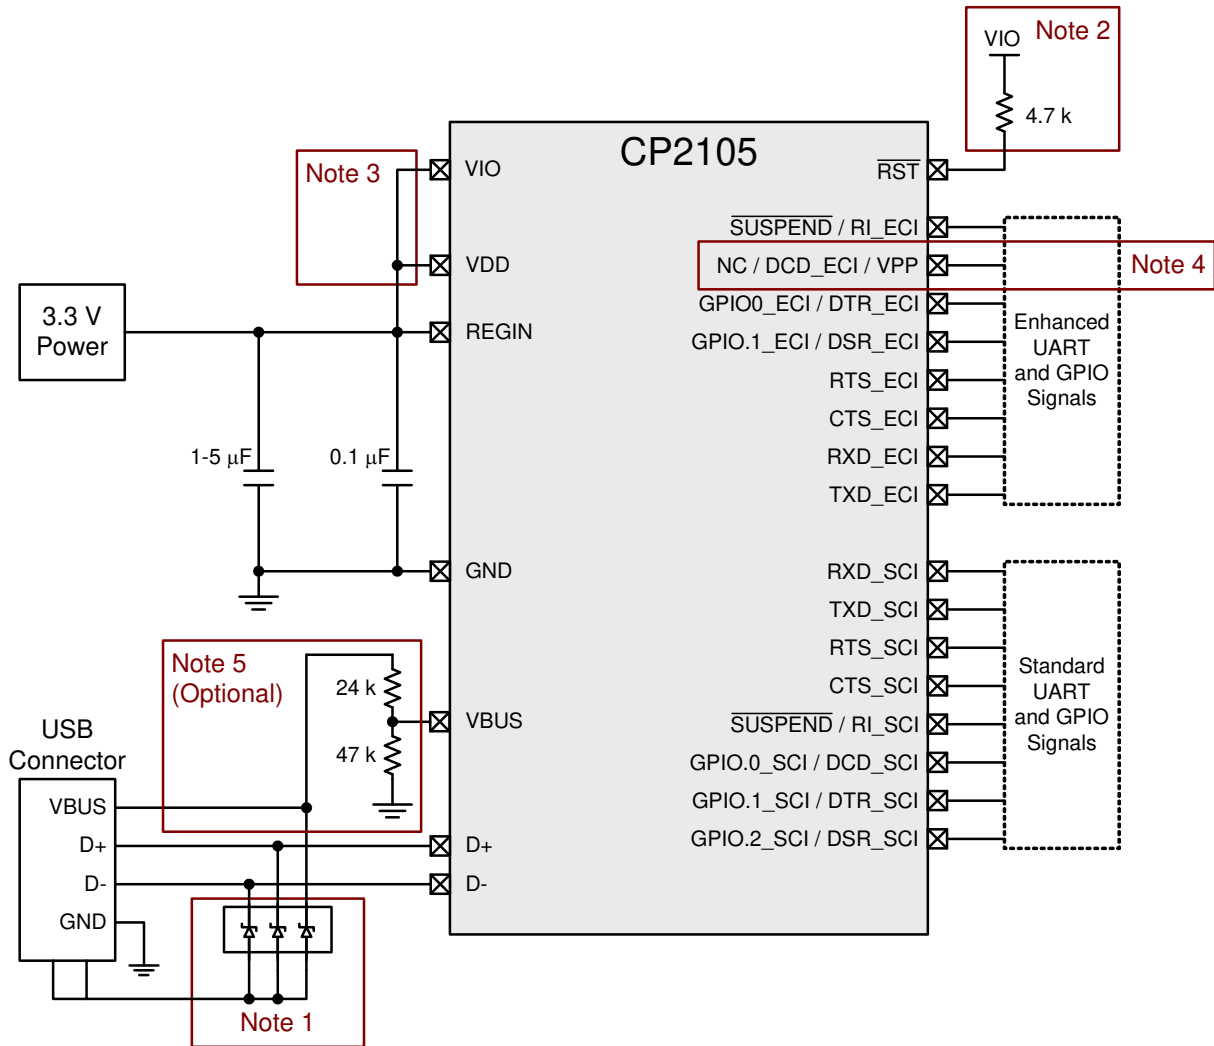 VIO
Note 2
4.7 k
CP2105
Note 3
VIO
RST
SUSPEND / RI_ECI
VDD
NC / DCD_ECI / VPP
Note 4
3.3 V
Power
REGIN
GPIO0_ECI / DTR_ECI
GPIO.1_ECI / DSR_ECI
RTS_ECI
CTS_ECI
RXD_ECI
TXD_ECI
Enhanced
UART
and GPIO
Signals
1-5 μF
0.1 μF
GND
RXD_SCI
TXD_SCI
RTS_SCI
CTS_SCI
SUSPEND / RI_SCI
GPIO.0_SCI / DCD_SCI
GPIO.1_SCI / DTR_SCI
GPIO.2_SCI / DSR_SCI
Standard
UART
and GPIO
Signals
Note 5
(Optional)
24 k
47 k
VBUS
USB
Connector
VBUS
D+
D-
GND
D+
D-
Note 1